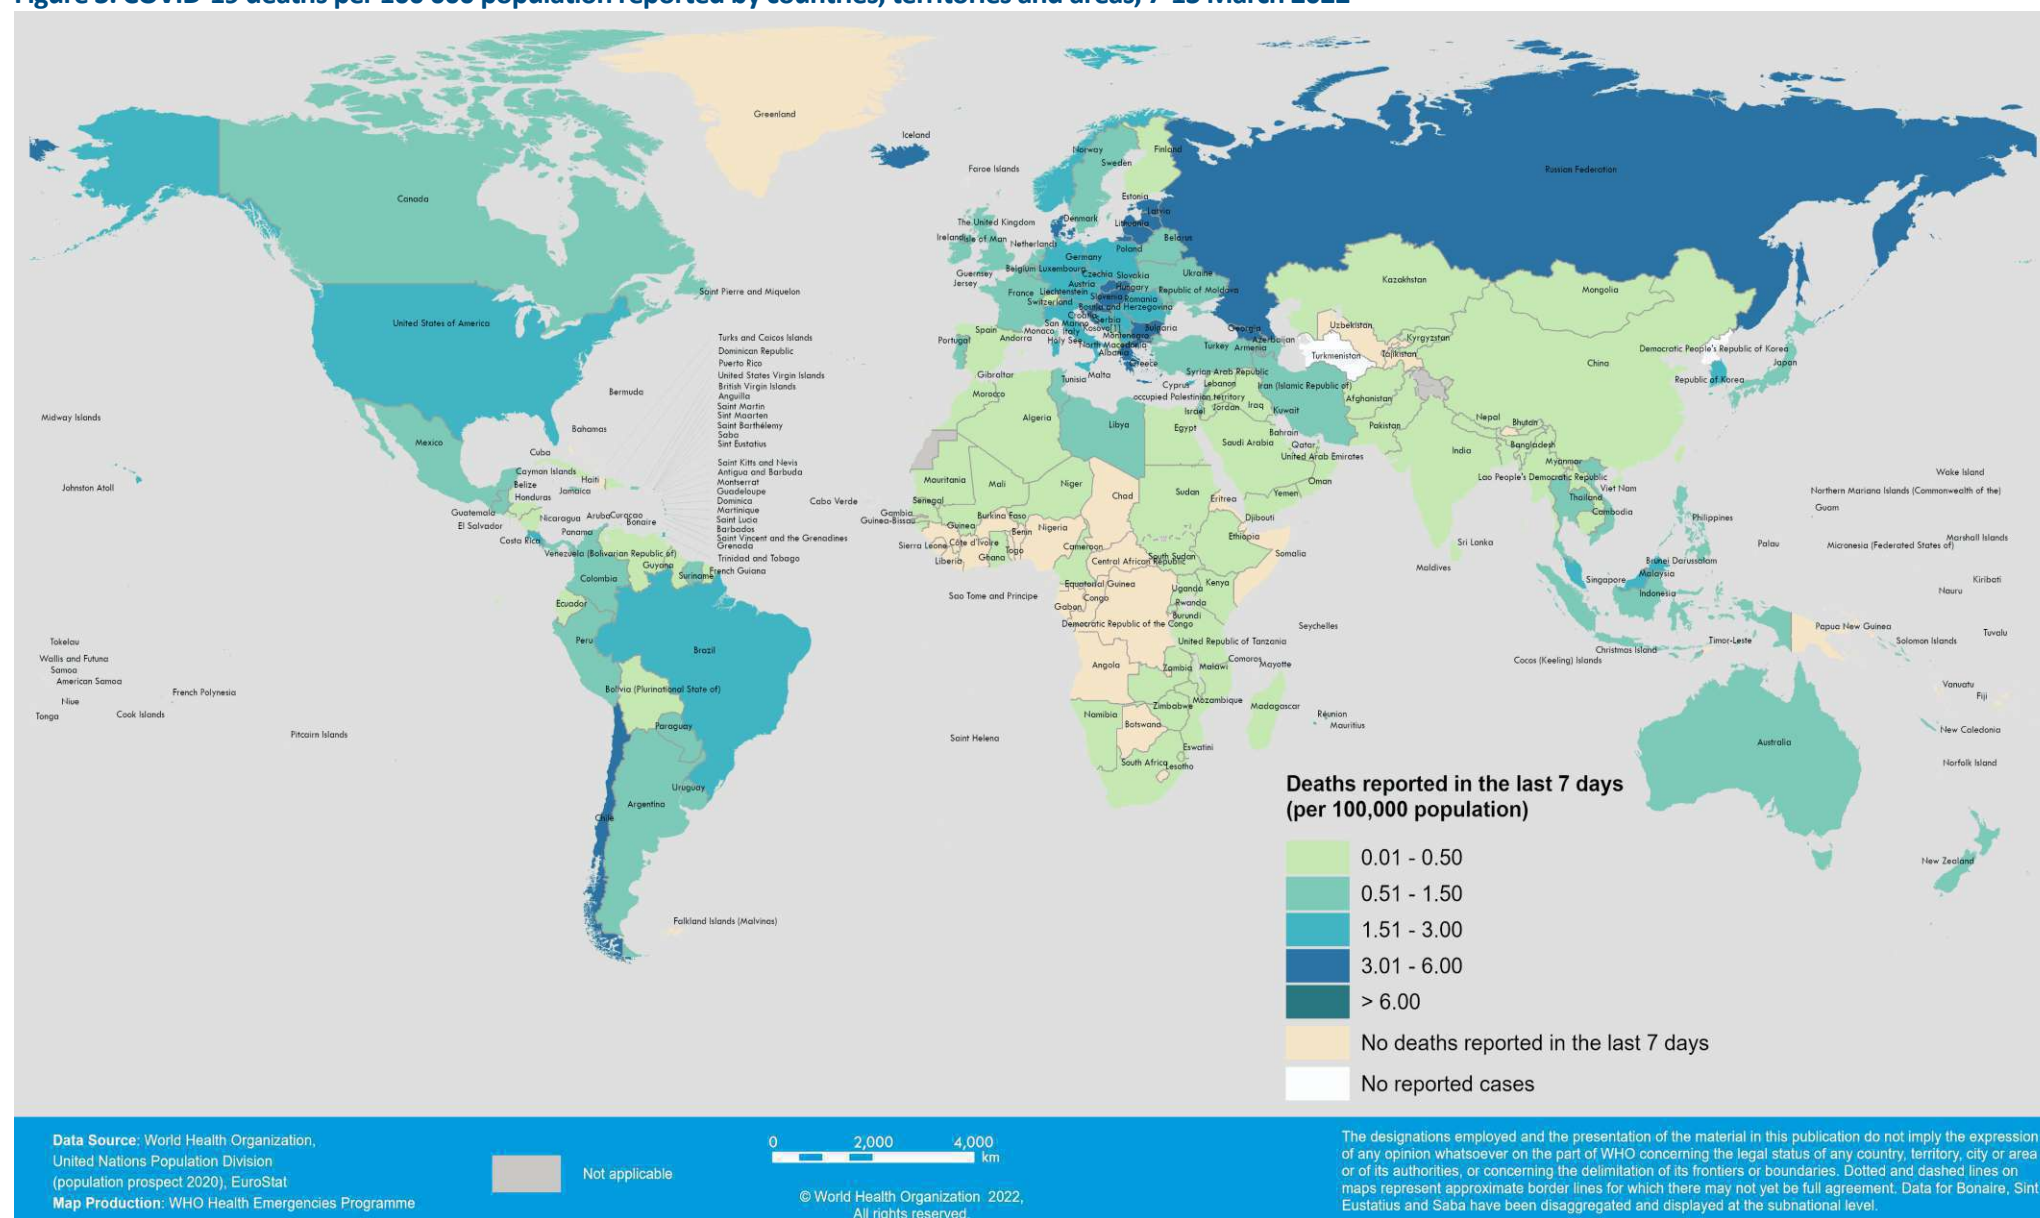 Figure 3. COVID-19 deaths per 100 000 population reported by countries, territories and areas, 7-13 March 2022
Greenland
Iceland
Faroe Islands
Norway
Sweden
Finland
Russian Federation
Canada
Estonia
Latvia
Denmark
Lithuania
The United Kingdom
Ireland
Isle of Man
Netherlands
Belarus
Poland
Germany
Guernsey
Jersey
Belgium
Luxembourg
Czechia
Slovakia
Ukraine
Austria
Hungary
Republic of Moldova
France
Liechtenstein
Switzerland
Slovenia
Romania
Bosnia and Herzegovina
Croatia
Serbia
San Marino
Monaco
Italy
Kosovo[1]
Bulgaria
Montenegro
Holy See
North Macedonia
Albania
Greece
Spain
Andorra
Portugal
Georgia
Azerbaijan
Turkey
Armenia
Kazakhstan
Mongolia
Uzbekistan
Kyrgyzstan
Turkmenistan
Tajikistan
China
Democratic People's Republic of Korea
Japan
Republic of Korea
Saint Pierre and Miquelon
United States of America
Turks and Caicos Islands
Dominican Republic
Puerto Rico
United States Virgin Islands
British Virgin Islands
Anguilla
Saint Martin
Sint Maarten
Saint Barthélemy
Saba
Sint Eustatius
Saint Kitts and Nevis
Antigua and Barbuda
Montserrat
Guadeloupe
Dominica
Martinique
Saint Lucia
Barbados
Saint Vincent and the Grenadines
Grenada
Trinidad and Tobago
French Guiana
Bermuda
Bahamas
Midway Islands
Johnston Atoll
Mexico
Cuba
Cayman Islands
Haiti
Belize
Jamaica
Honduras
Guatemala
El Salvador
Nicaragua
Aruba
Curacao
Bonaire
Costa Rica
Panama
Venezuela (Bolivarian Republic of)
Guyana
Suriname
Colombia
Ecuador
Peru
Brazil
Bolivia (Plurinational State of)
Paraguay
Uruguay
Argentina
Chile
Falkland Islands (Malvinas)
Gibraltar
Tunisia
Malta
Cyprus
Syrian Arab Republic
Lebanon
occupied Palestinian territory
Israel
Jordan
Iraq
Kuwait
Iran (Islamic Republic of)
Afghanistan
Morocco
Algeria
Libya
Egypt
Saudi Arabia
Bahrain
Qatar
United Arab Emirates
Oman
Yemen
Pakistan
Nepal
Bhutan
India
Bangladesh
Myanmar
Lao People's Democratic Republic
Viet Nam
Thailand
Cambodia
Philippines
Mauritania
Mali
Niger
Chad
Sudan
Eritrea
Djibouti
Cabo Verde
Senegal
Gambia
Guinea-Bissau
Guinea
Burkina Faso
Benin
Nigeria
Sierra Leone
Côte d'Ivoire
Liberia
Ghana
Togo
Cameroon
Central African Republic
South Sudan
Ethiopia
Somalia
Sao Tome and Principe
Equatorial Guinea
Gabon
Congo
Uganda
Kenya
Rwanda
Burundi
Democratic Republic of the Congo
United Republic of Tanzania
Seychelles
Angola
Zambia
Malawi
Comoros
Mayotte
Namibia
Zimbabwe
Mozambique
Madagascar
Botswana
Réunion
Mauritius
Eswatini
South Africa
Lesotho
Saint Helena
Sri Lanka
Maldives
Brunei Darussalam
Malaysia
Singapore
Indonesia
Timor-Leste
Christmas Island
Cocos (Keeling) Islands
Wake Island
Northern Mariana Islands (Commonwealth of the)
Guam
Palau
Micronesia (Federated States of)
Marshall Islands
Kiribati
Nauru
Papua New Guinea
Solomon Islands
Tuvalu
Vanuatu
Fiji
New Caledonia
Norfolk Island
Australia
New Zealand
Tokelau
Wallis and Futuna
Samoa
American Samoa
Niue
Tonga
Cook Islands
French Polynesia
Pitcairn Islands
Deaths reported in the last 7 days
(per 100,000 population)
0.01 - 0.50
0.51 - 1.50
1.51 - 3.00
3.01 - 6.00
> 6.00
No deaths reported in the last 7 days
No reported cases
Data Source: World Health Organization,
United Nations Population Division
(population prospect 2020), EuroStat
Map Production: WHO Health Emergencies Programme
Not applicable
0 2,000 4,000
km
© World Health Organization 2022,
All rights reserved.
The designations employed and the presentation of the material in this publication do not imply the expression
of any opinion whatsoever on the part of WHO concerning the legal status of any country, territory, city or area
or of its authorities, or concerning the delimitation of its frontiers or boundaries. Dotted and dashed lines on
maps represent approximate border lines for which there may not yet be full agreement. Data for Bonaire, Sint
Eustatius and Saba have been disaggregated and displayed at the subnational level.